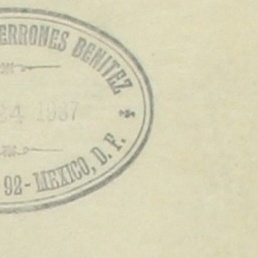 ERRONES BENITEZ
24 1937
92-MEXICO, D. F.